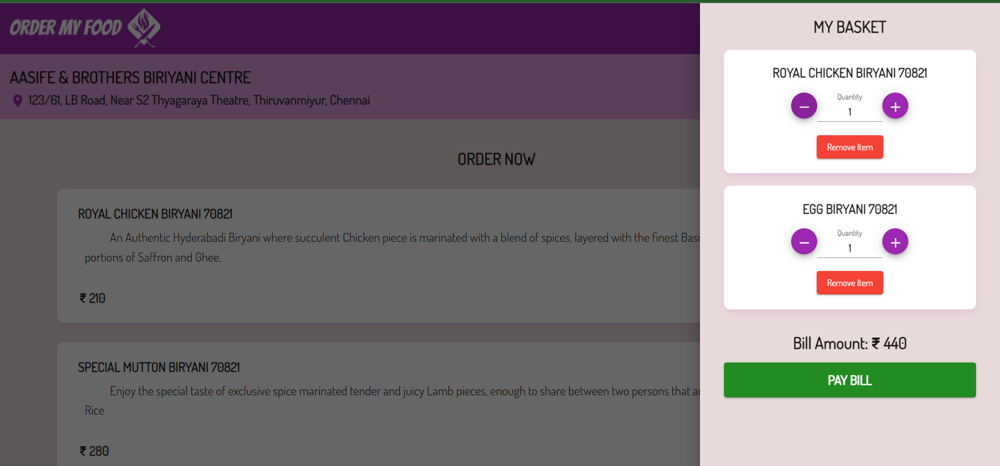 ORDER MY FOOD
AASIFE & BROTHERS BIRIYANI CENTRE
123/61, LB Road, Near S2 Thyagaraya Theatre, Thiruvanmiyur, Chennai
ORDER NOW
ROYAL CHICKEN BIRYANI 70821
An Authentic Hyderabadi Biryani where succulent Chicken piece is marinated with a blend of spices, layered with the finest
portions of Saffron and Ghee.
₹ 210
SPECIAL MUTTON BIRYANI 70821
Enjoy the special taste of exclusive spice marinated tender and juicy Lamb pieces, enough to share between two persons that
Rice
₹ 280
MY BASKET
ROYAL CHICKEN BIRYANI 70821
Quantity
− 1 +
Remove Item
EGG BIRYANI 70821
Quantity
− 1 +
Remove Item
Bill Amount: ₹ 440
PAY BILL